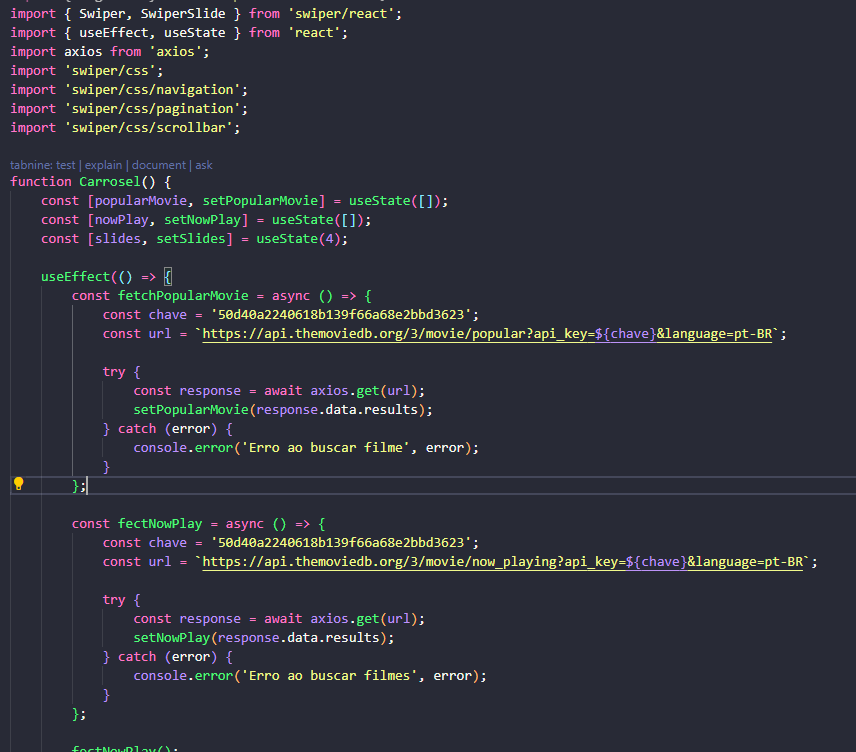 import { Swiper, SwiperSlide } from 'swiper/react';
import { useEffect, useState } from 'react';
import axios from 'axios';
import 'swiper/css';
import 'swiper/css/navigation';
import 'swiper/css/pagination';
import 'swiper/css/scrollbar';
tabnine: test | explain | document | ask
function Carrosel() {
const [popularMovie, setPopularMovie] = useState([]);
const [nowPlay, setNowPlay] = useState([]);
const [slides, setSlides] = useState(4);
useEffect(() => {
const fetchPopularMovie = async () => {
const chave = '50d40a2240618b139f66a68e2bbd3623';
const url = `https://api.themoviedb.org/3/movie/popular?api_key=${chave}&language=pt-BR`;
try {
const response = await axios.get(url);
setPopularMovie(response.data.results);
} catch (error) {
console.error('Erro ao buscar filme', error);
}
};
const fectNowPlay = async () => {
const chave = '50d40a2240618b139f66a68e2bbd3623';
const url = `https://api.themoviedb.org/3/movie/now_playing?api_key=${chave}&language=pt-BR`;
try {
const response = await axios.get(url);
setNowPlay(response.data.results);
} catch (error) {
console.error('Erro ao buscar filmes', error);
}
};
fectNowPlay();